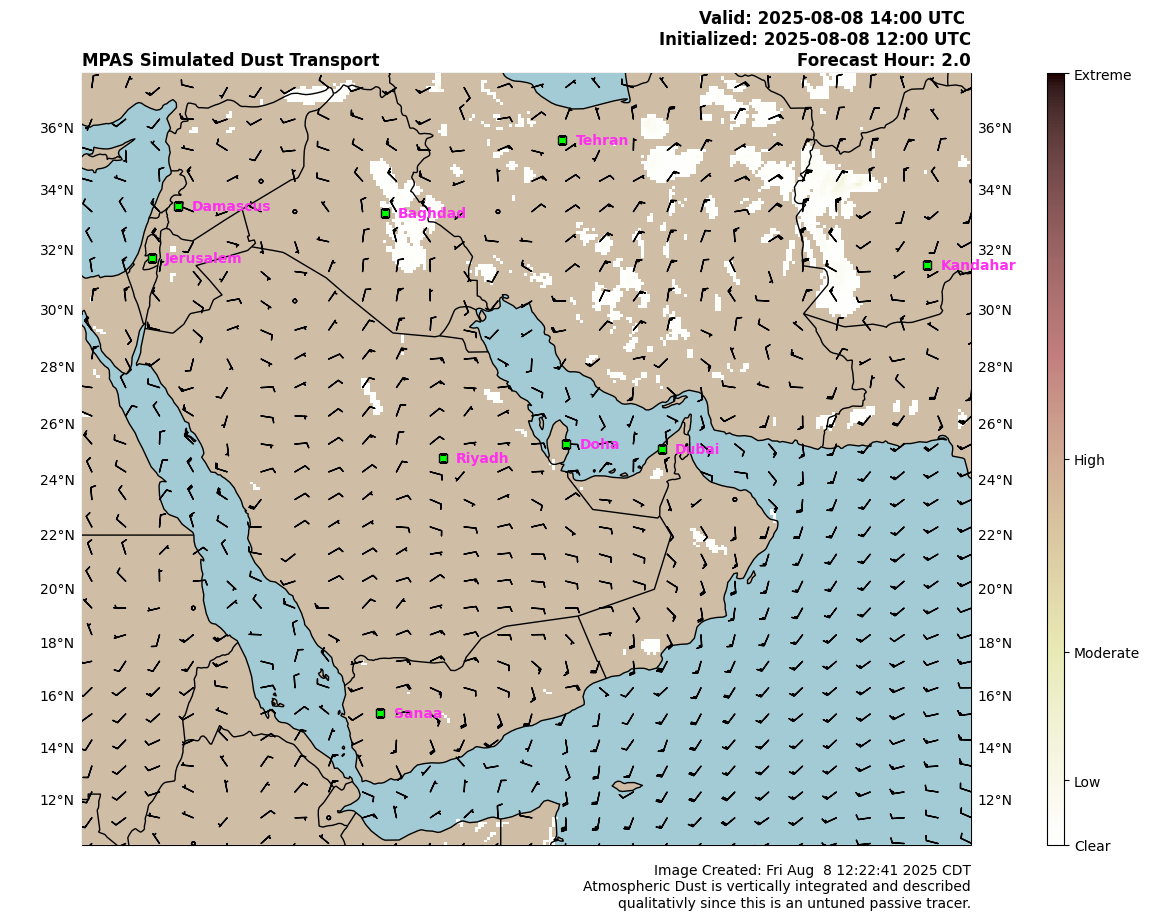 Valid: 2025-08-08 14:00 UTC
Initialized: 2025-08-08 12:00 UTC
MPAS Simulated Dust Transport
Forecast Hour: 2.0
Extreme
36°N
Tehran
36°N
34°N
34°N
Damascus
Baghdad
32°N
Jerusalem
32°N
Kandahar
30°N
30°N
28°N
28°N
26°N
26°N
Doha
Dubai
High
Riyadh
24°N
24°N
22°N
22°N
20°N
20°N
18°N
18°N
Moderate
16°N
16°N
Sanaa
14°N
14°N
Low
12°N
12°N
Clear
Image Created: Fri Aug  8 12:22:41 2025 CDT
Atmospheric Dust is vertically integrated and described
qualitativly since this is an untuned passive tracer.